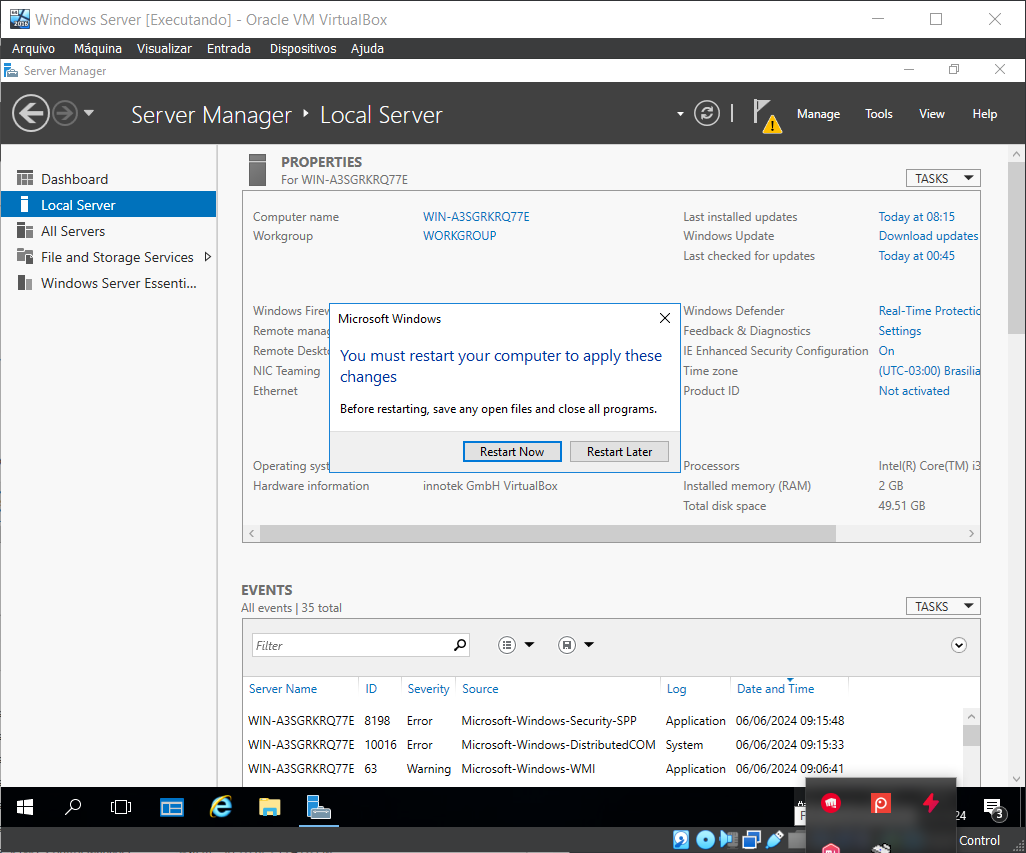 Windows Server [Executando] - Oracle VM VirtualBox
Arquivo Máquina Visualizar Entrada Dispositivos Ajuda
Server Manager
Server Manager Local Server
Manage Tools View Help
Dashboard
Local Server
All Servers
File and Storage Services
Windows Server Essenti...
PROPERTIES
For WIN-A3SGRKRQ77E
TASKS
Computer name WIN-A3SGRKRQ77E Last installed updates Today at 08:15
Workgroup WORKGROUP Windows Update Download updates
Last checked for updates Today at 00:45
Windows Firew Windows Defender Real-Time Protectic
Remote manag Feedback & Diagnostics Settings
Remote Deskto IE Enhanced Security Configuration On
NIC Teaming Time zone (UTC-03:00) Brasilia
Ethernet Product ID Not activated
Operating syst Processors Intel(R) Core(TM) i3
Hardware information innotek GmbH VirtualBox Installed memory (RAM) 2 GB
Total disk space 49.51 GB
Microsoft Windows
You must restart your computer to apply these
changes
Before restarting, save any open files and close all programs.
Restart Now Restart Later
EVENTS
All events | 35 total
TASKS
Filter
Server Name ID Severity Source Log Date and Time
WIN-A3SGRKRQ77E 8198 Error Microsoft-Windows-Security-SPP Application 06/06/2024 09:15:48
WIN-A3SGRKRQ77E 10016 Error Microsoft-Windows-DistributedCOM System 06/06/2024 09:15:33
WIN-A3SGRKRQ77E 63 Warning Microsoft-Windows-WMI Application 06/06/2024 09:06:41
24
3
Control